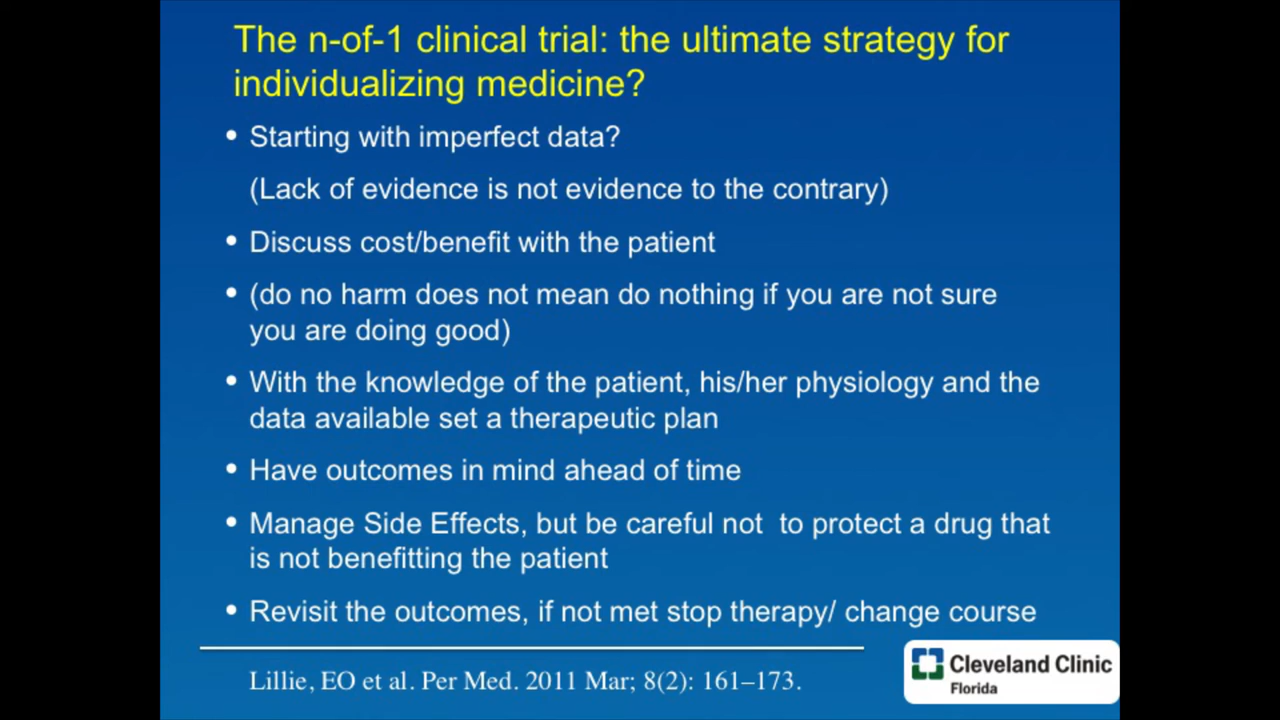 The n-of-1 clinical trial: the ultimate strategy for
individualizing medicine?
• Starting with imperfect data?
(Lack of evidence is not evidence to the contrary)
• Discuss cost/benefit with the patient
• (do no harm does not mean do nothing if you are not sure
you are doing good)
• With the knowledge of the patient, his/her physiology and the
data available set a therapeutic plan
• Have outcomes in mind ahead of time
• Manage Side Effects, but be careful not  to protect a drug that
is not benefitting the patient
• Revisit the outcomes, if not met stop therapy/ change course
Lillie, EO et al. Per Med. 2011 Mar; 8(2): 161–173.
Cleveland Clinic
Florida